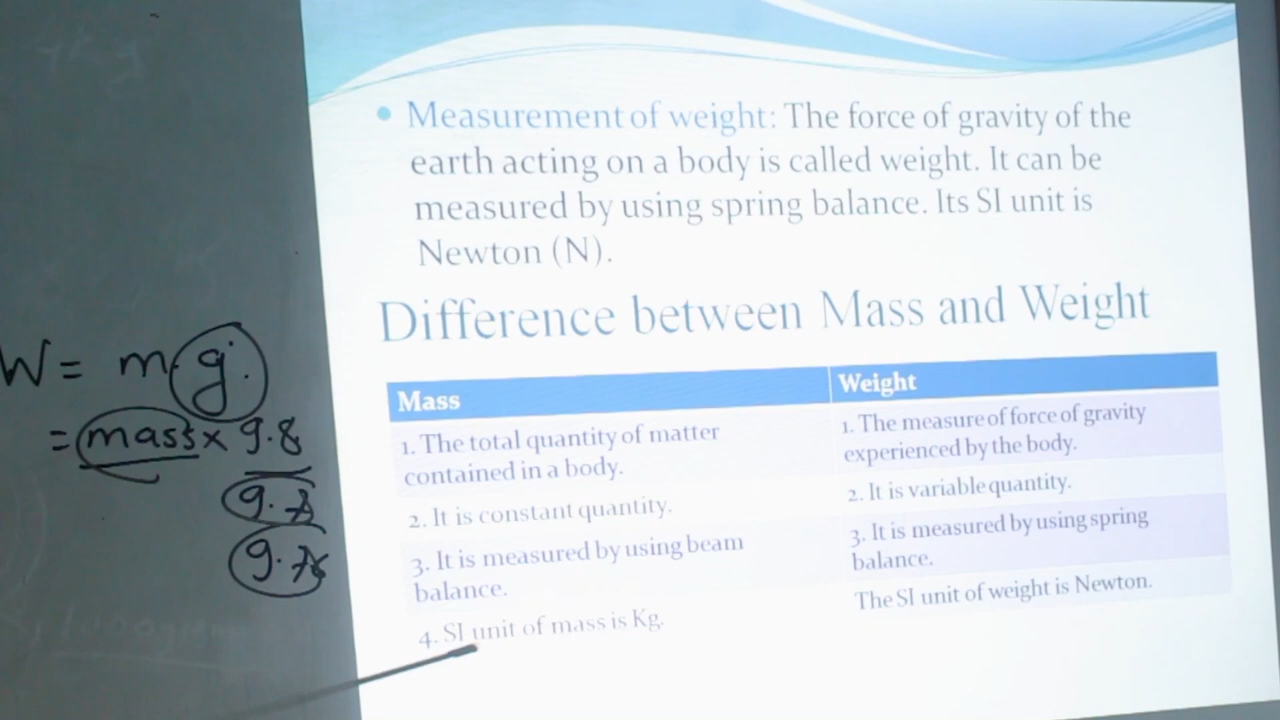 • Measurement of weight: The force of gravity of the
earth acting on a body is called weight. It can be
measured by using spring balance. Its SI unit is
Newton (N).
Difference between Mass and Weight
Mass
Weight
1. The total quantity of matter
contained in a body.
1. The measure of force of gravity
experienced by the body.
2. It is constant quantity.
2. It is variable quantity.
3. It is measured by using beam
balance.
3. It is measured by using spring
balance.
4. SI unit of mass is Kg.
The SI unit of weight is Newton.
W = m.g.
= mass x 9.8